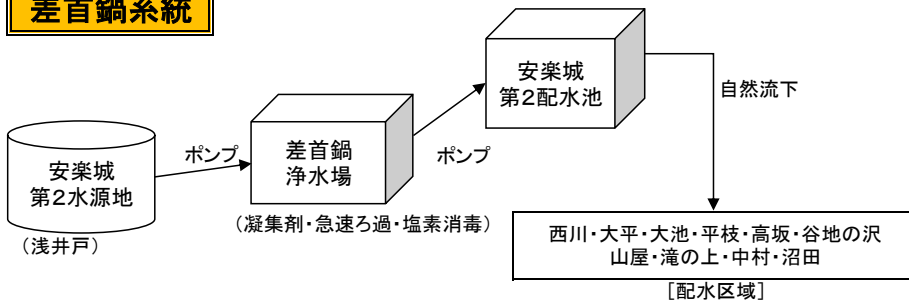 差首鍋系統
安楽城
第2配水池
自然流下
ポンプ
差首鍋
浄水場
ポンプ
安楽城
第2水源地
(凝集剤・急速ろ過・塩素消毒)
(浅井戸)
西川・大平・大池・平枝・高坂・谷地の沢
山屋・滝の上・中村・沼田
[配水区域]